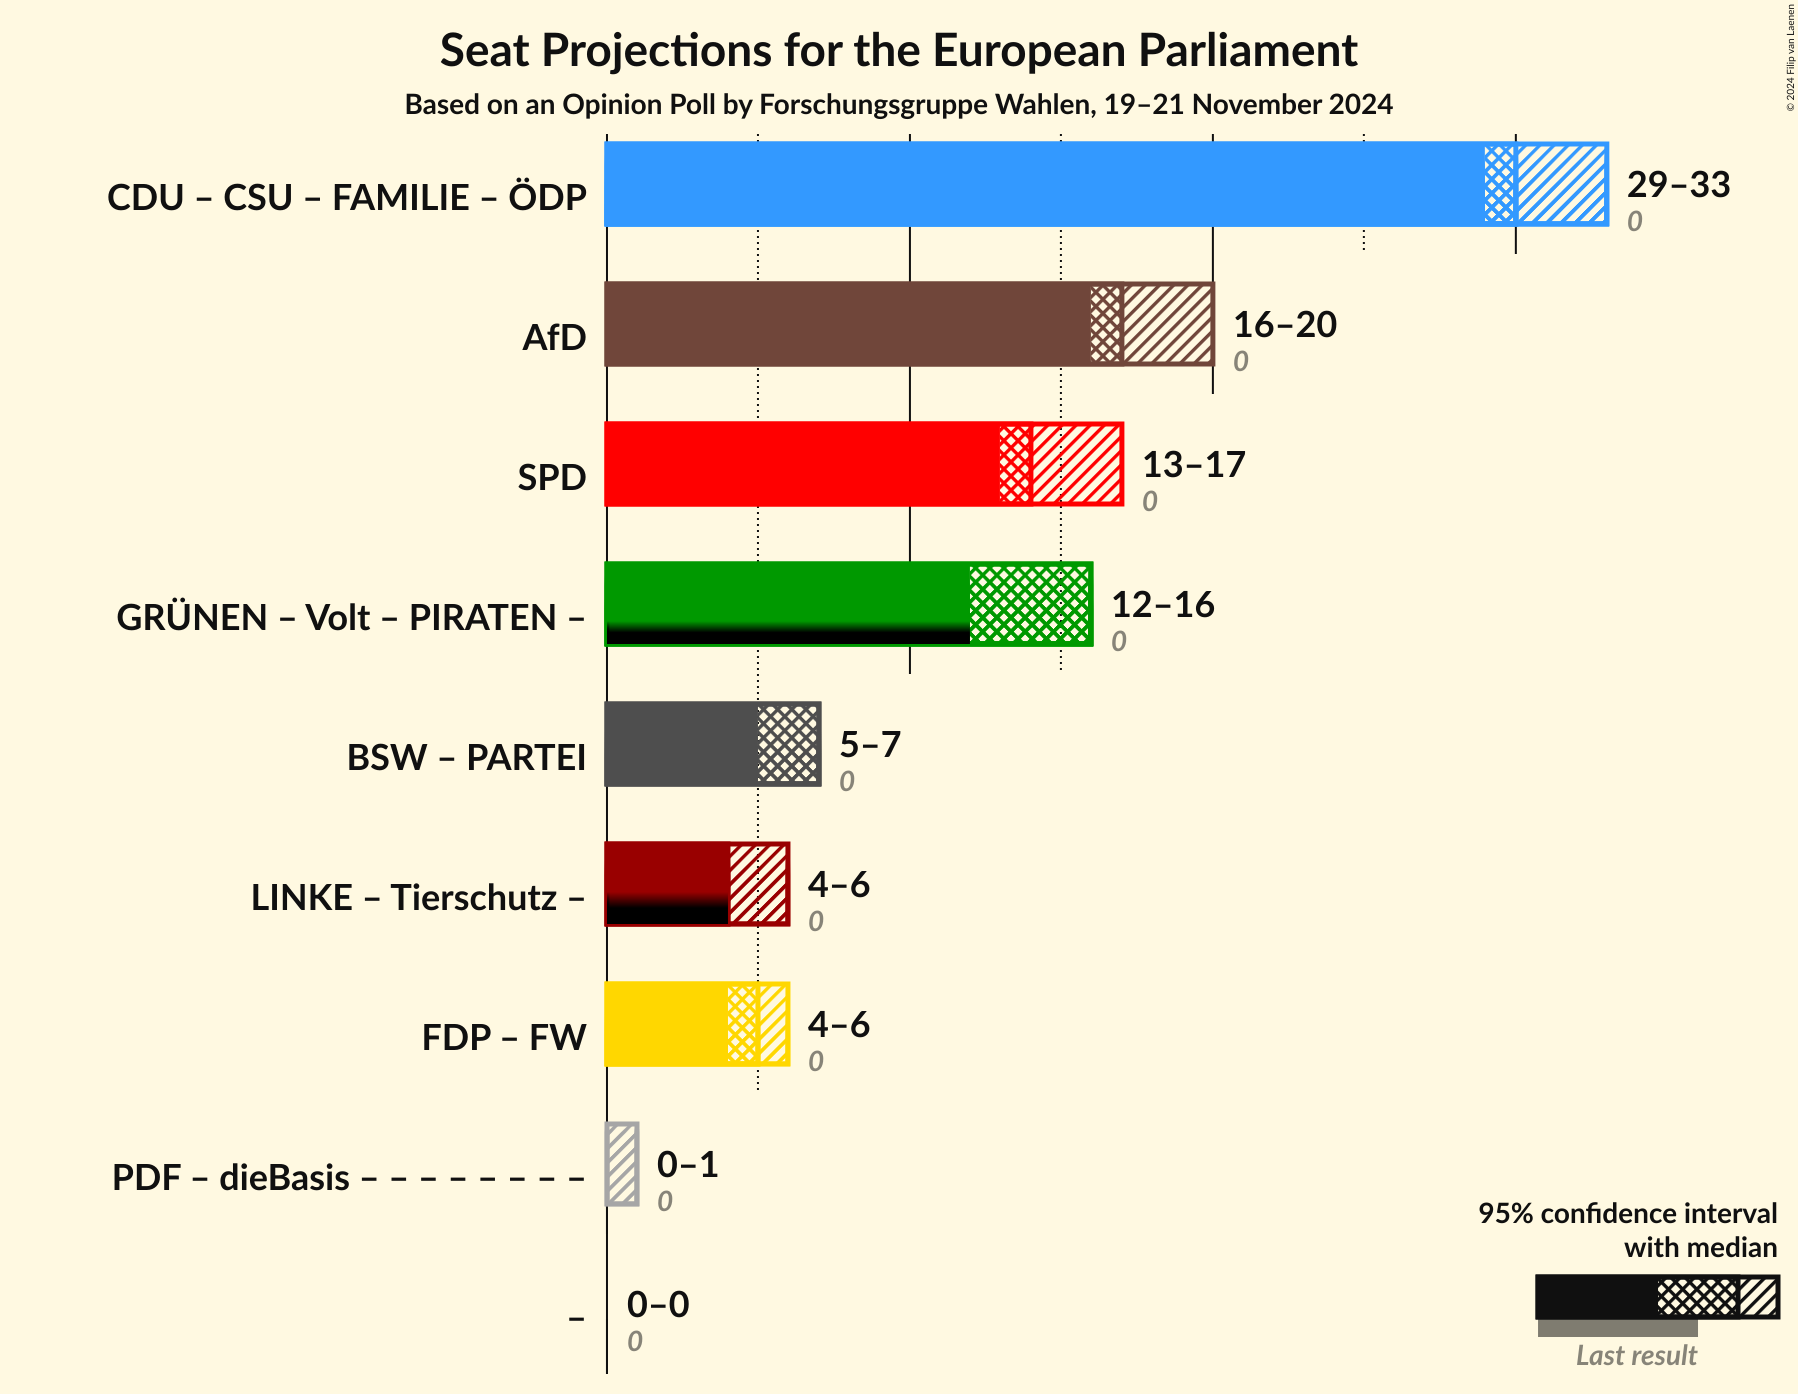 Seat Projections for the European Parliament
Based on an Opinion Poll by Forschungsgruppe Wahlen, 19–21 November 2024
© 2024 Filip van Laenen
CDU – CSU – FAMILIE – ÖDP
29–33
0
AfD
16–20
0
SPD
13–17
0
GRÜNEN – Volt – PIRATEN –
12–16
0
BSW – PARTEI
5–7
0
LINKE – Tierschutz –
4–6
0
FDP – FW
4–6
0
PDF – dieBasis – – – – – – – –
0–1
0
–
0–0
0
95% confidence interval
with median
Last result